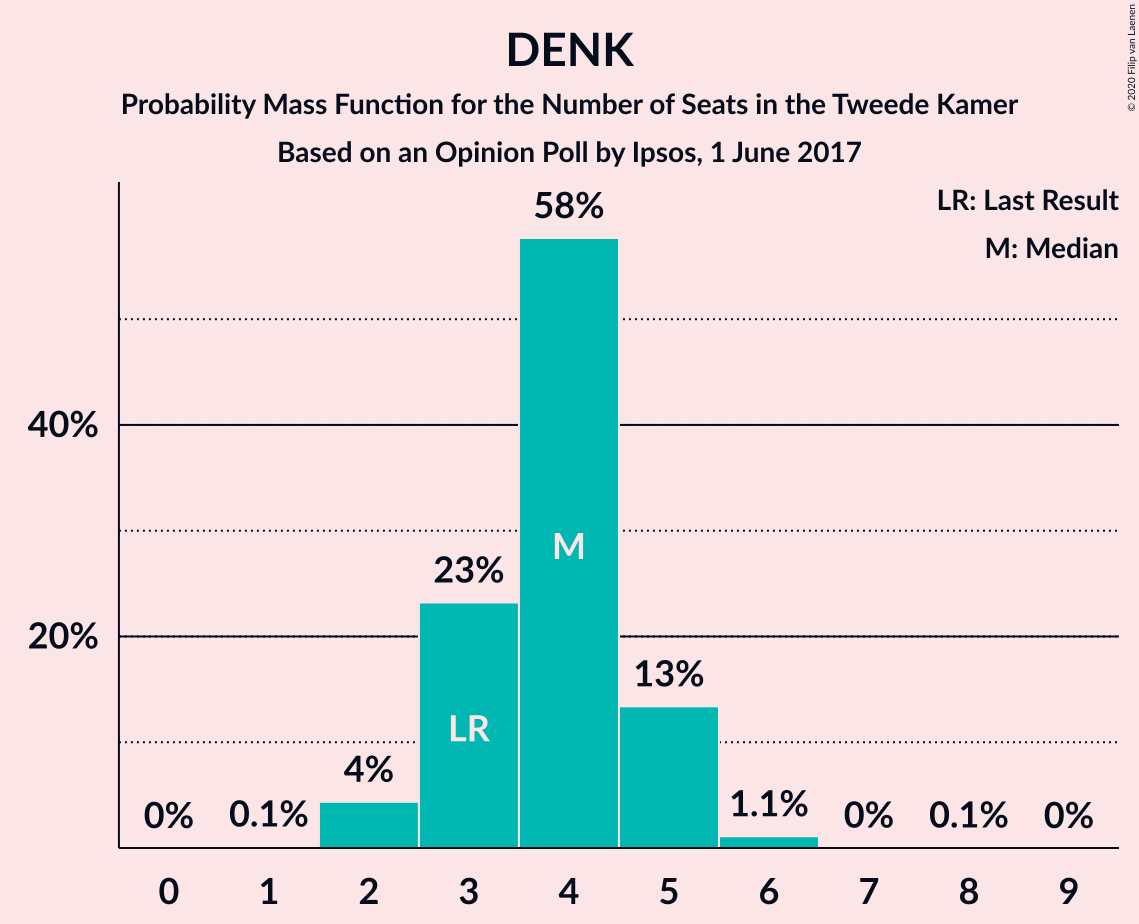 DENK
Probability Mass Function for the Number of Seats in the Tweede Kamer
Based on an Opinion Poll by Ipsos, 1 June 2017
© 2020 Filip van Laenen
LR: Last Result
M: Median
58%
40%
M
23%
20%
13%
LR
4%
0% 0.1% 1.1% 0% 0.1% 0%
0 1 2 3 4 5 6 7 8 9